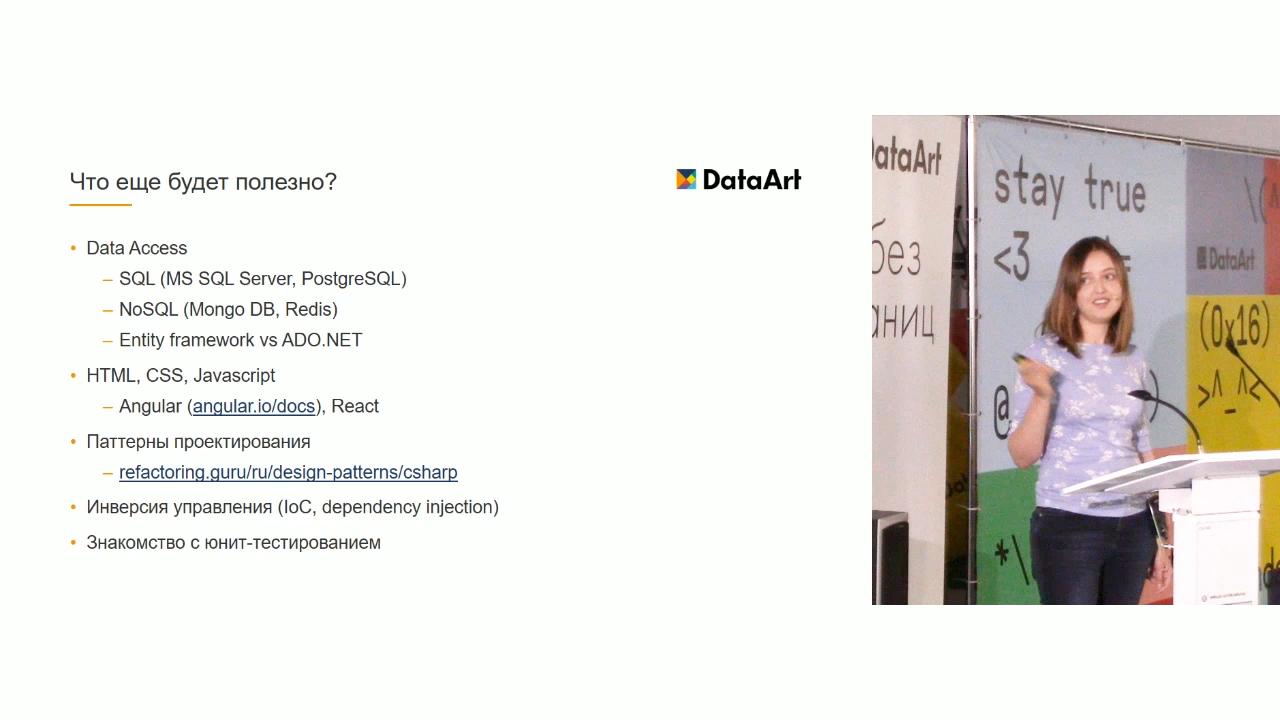 Что еще будет полезно?
DataArt
• Data Access
– SQL (MS SQL Server, PostgreSQL)
– NoSQL (Mongo DB, Redis)
– Entity framework vs ADO.NET
• HTML, CSS, Javascript
– Angular (angular.io/docs), React
• Паттерны проектирования
– refactoring.guru/ru/design-patterns/csharp
• Инверсия управления (IoC, dependency injection)
• Знакомство с юнит-тестированием
DataArt
без
stay true
<3
@
*\
\(
DataArt
(0x16)
>^_^<